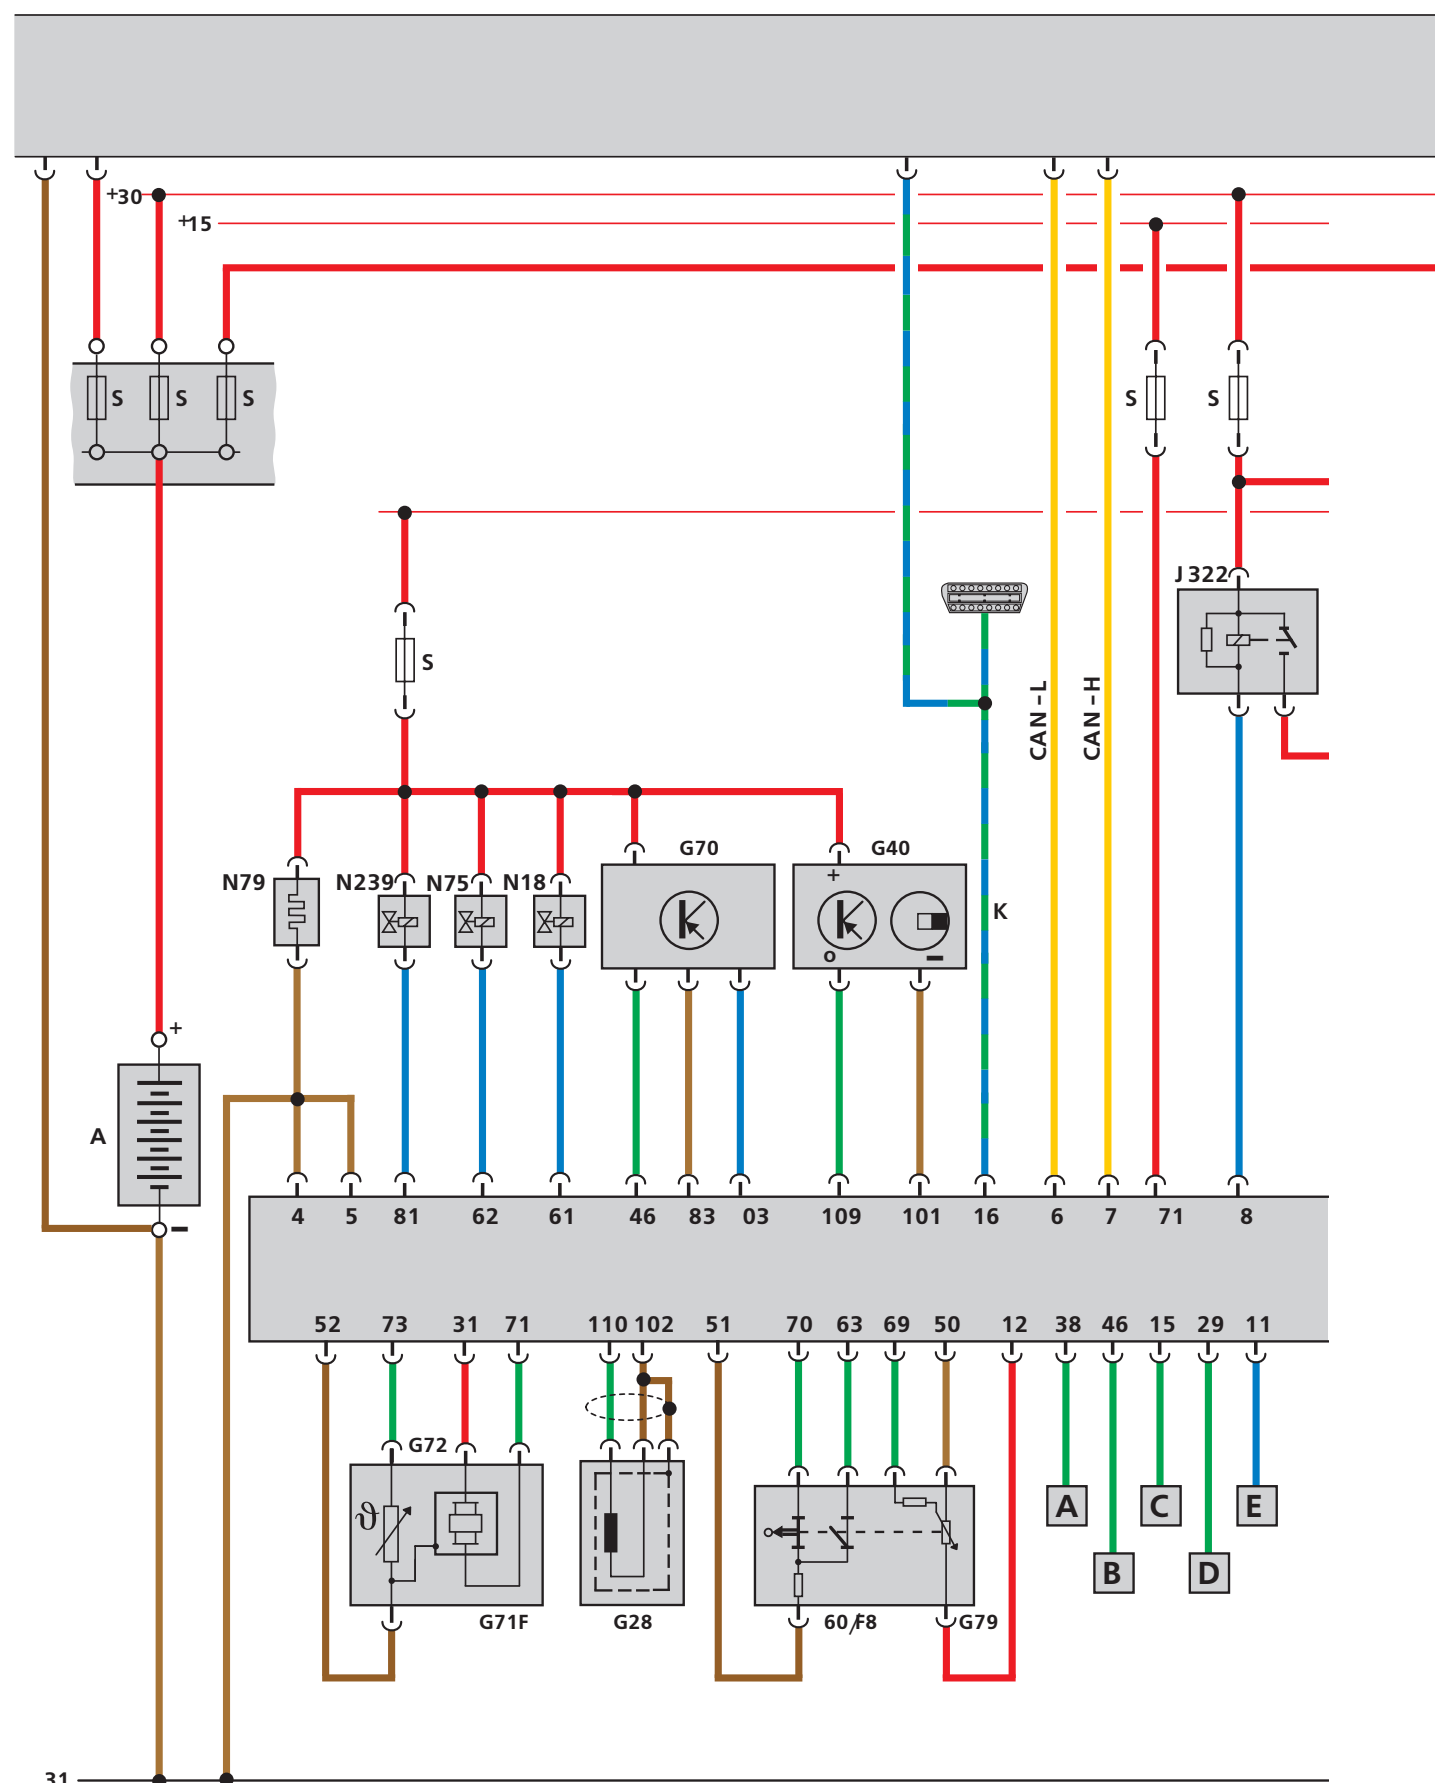 +30
+15
S S S S S
J 322
S
CAN - L
CAN - H
G70 G40
N79 N239 N75 N18
+
K
o -
+
A
-
4 5 81 62 61 46 83 03 109 101 16 6 7 71 8
52 73 31 71 110 102 51 70 63 69 50 12 38 46 15 29 11
G72
ϑ
A C E
B D
G71F G28 60/F8 G79
31